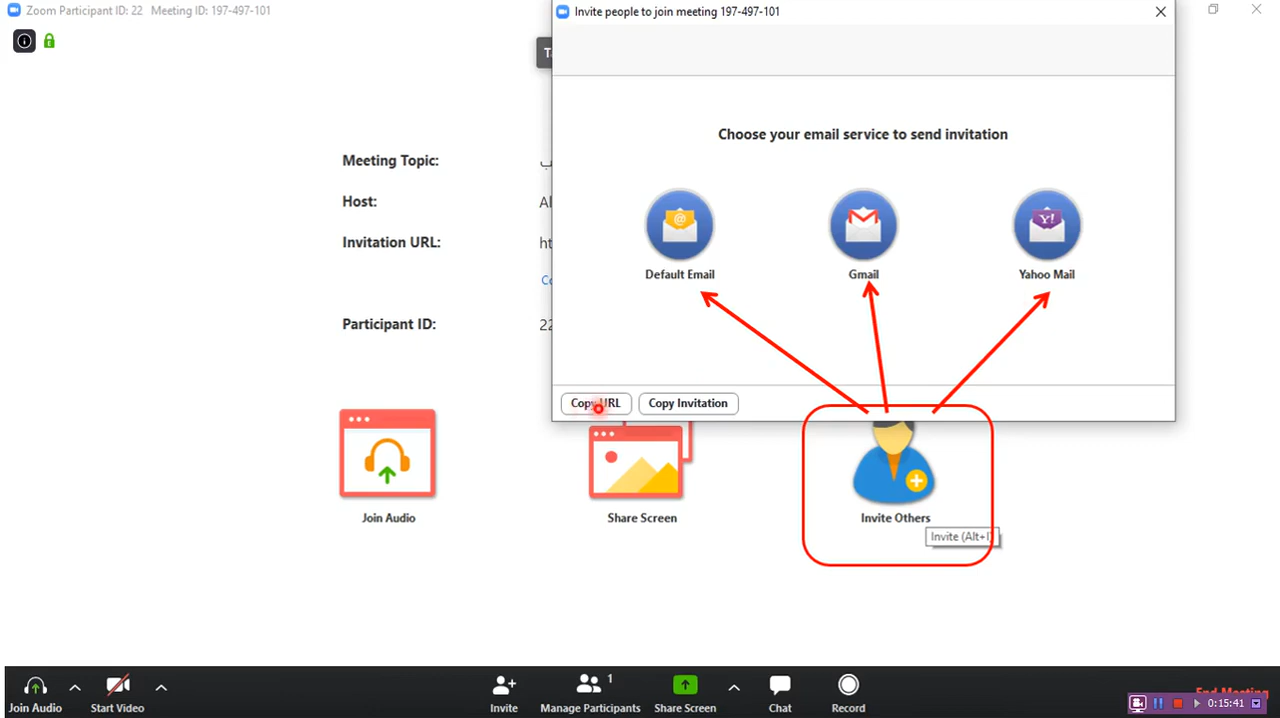 Zoom Participant ID: 22 Meeting ID: 197-497-101
Invite people to join meeting 197-497-101
Choose your email service to send invitation
Meeting Topic:
Host:
Invitation URL:
Participant ID:
22
Default Email
Gmail
Yahoo Mail
Copy URL
Copy Invitation
Join Audio
Share Screen
Invite Others
Invite (Alt+I)
Join Audio
Start Video
Invite
1
Manage Participants
Share Screen
Chat
Record
End Meeting
0:15:41